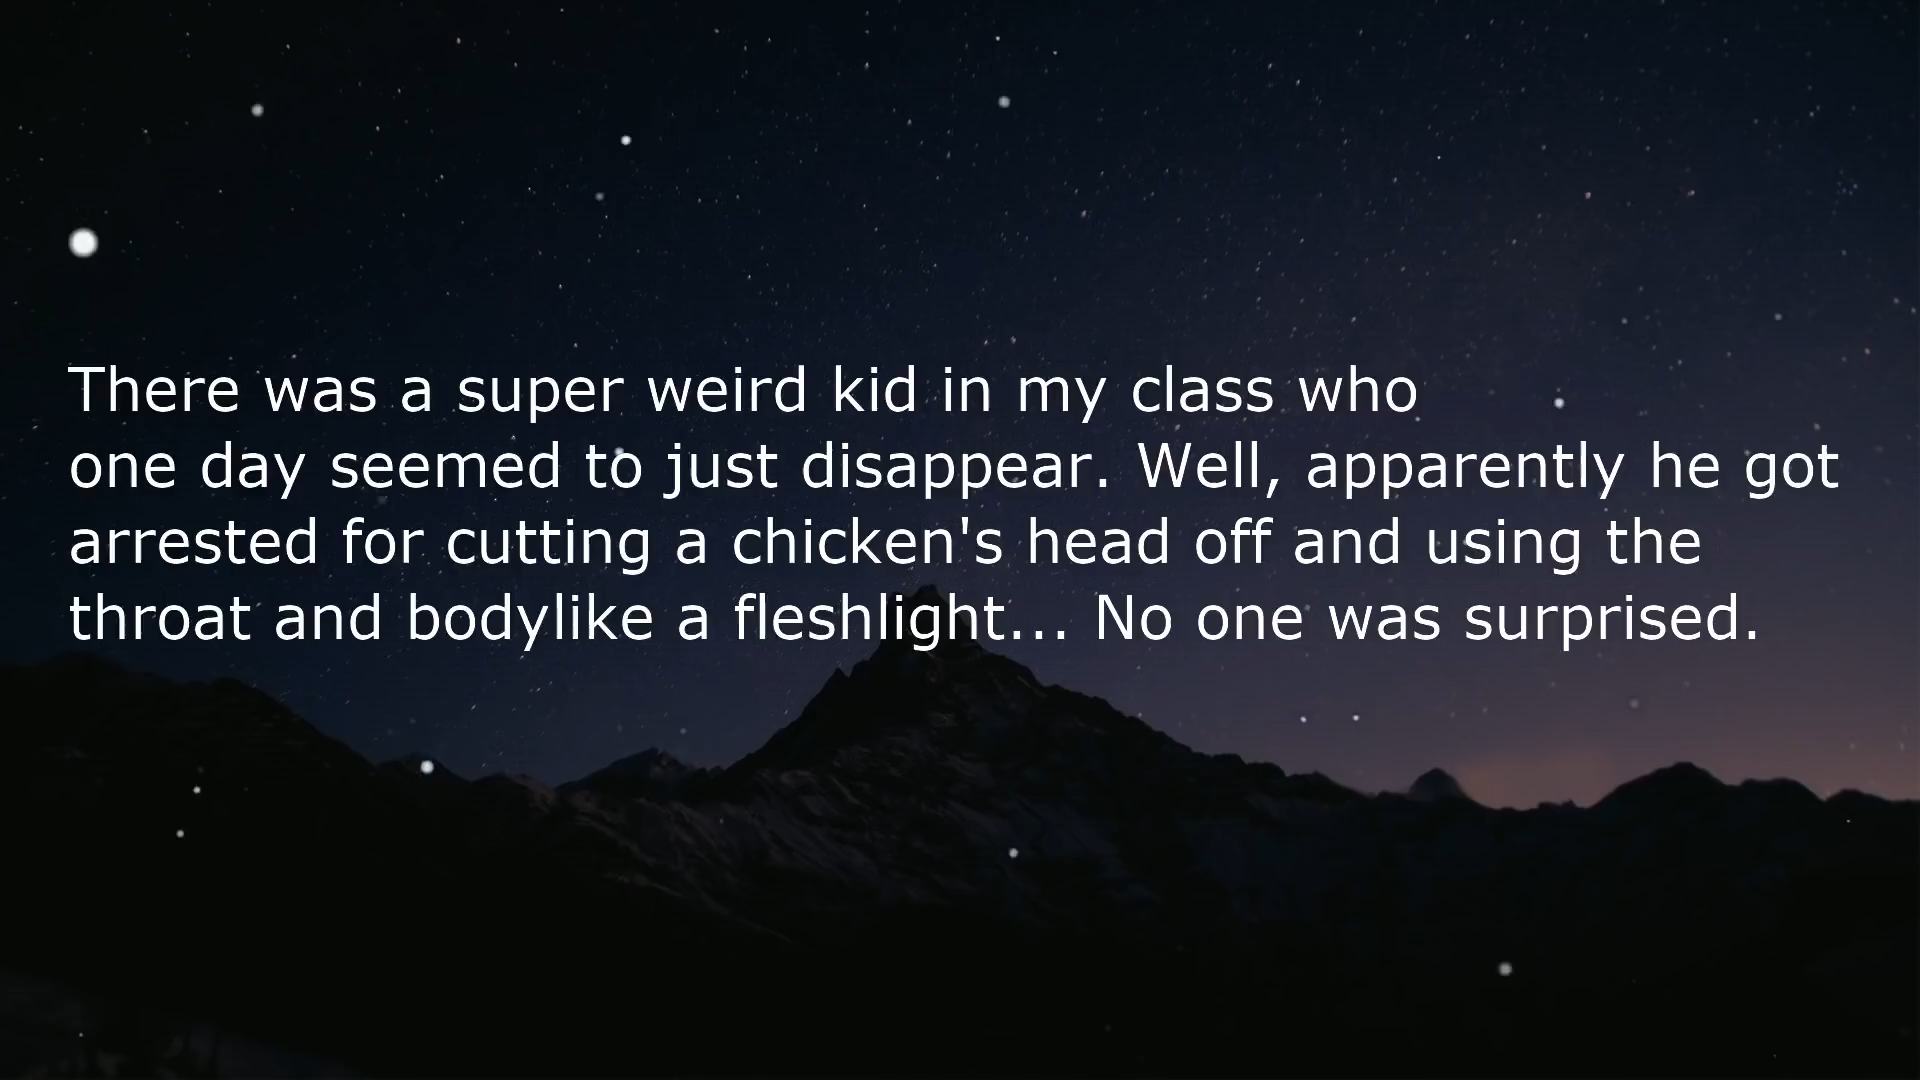 There was a super weird kid in my class who
one day seemed to just disappear. Well, apparently he got
arrested for cutting a chicken's head off and using the
throat and bodylike a fleshlight... No one was surprised.